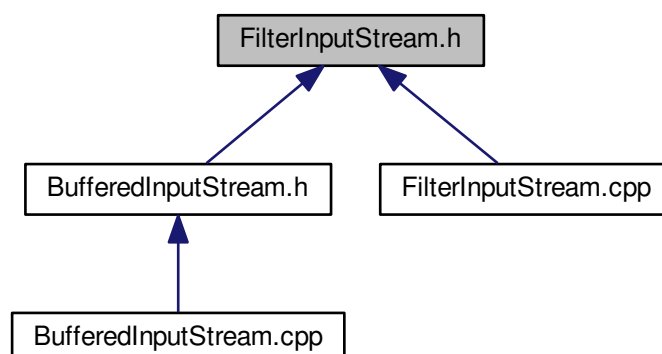 FilterInputStream.h
BufferedInputStream.h
FilterInputStream.cpp
BufferedInputStream.cpp